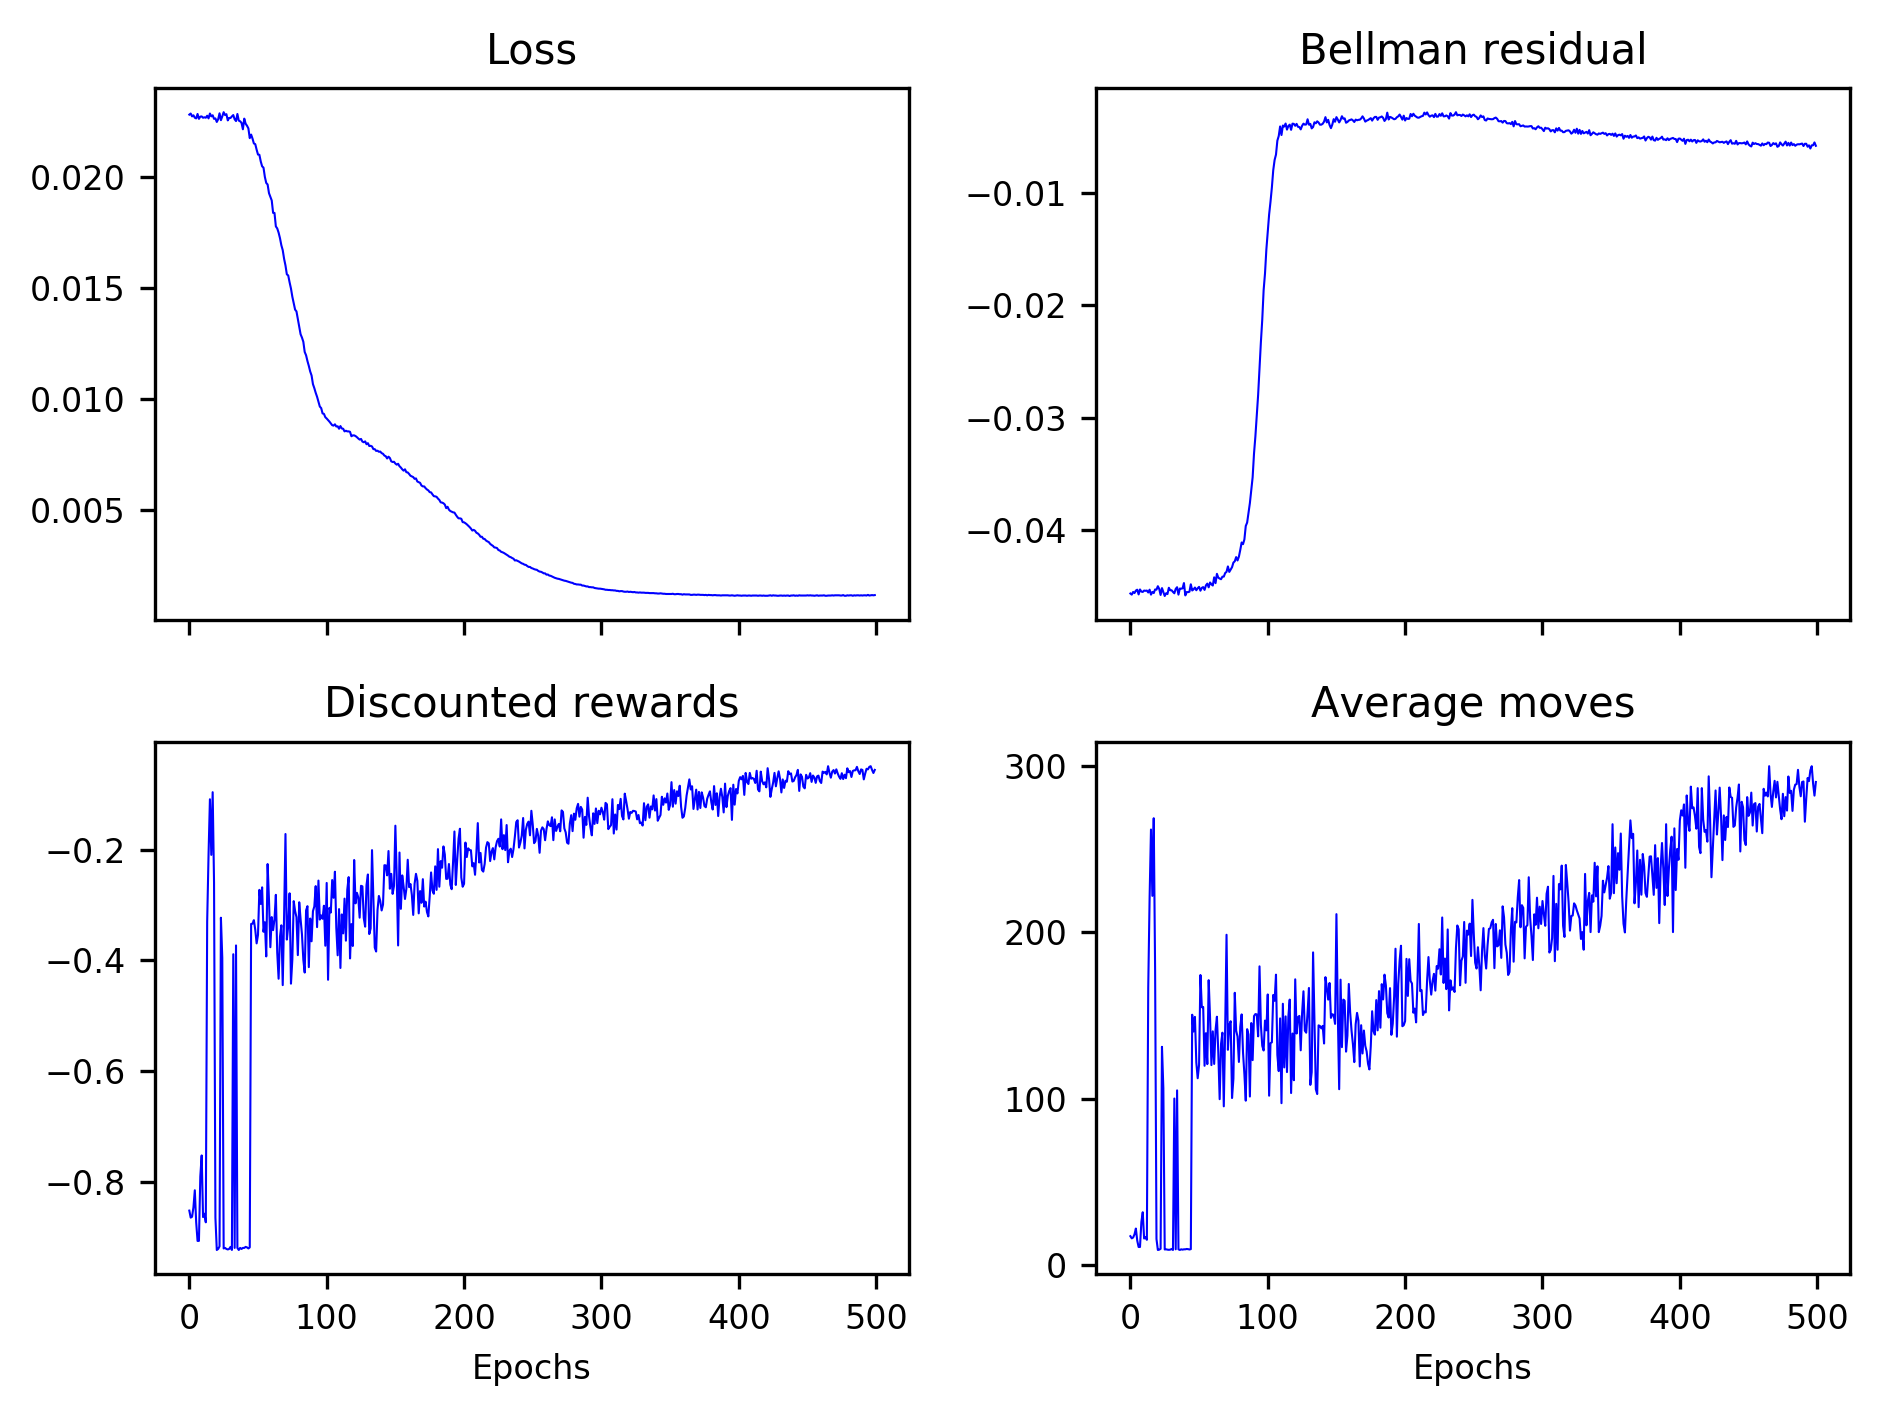 Loss
0.020
0.015
0.010
0.005
Bellman residual
−0.01
−0.02
−0.03
−0.04
Discounted rewards
−0.2
−0.4
−0.6
−0.8
0 100 200 300 400 500
Epochs
Average moves
300
200
100
0
0 100 200 300 400 500
Epochs